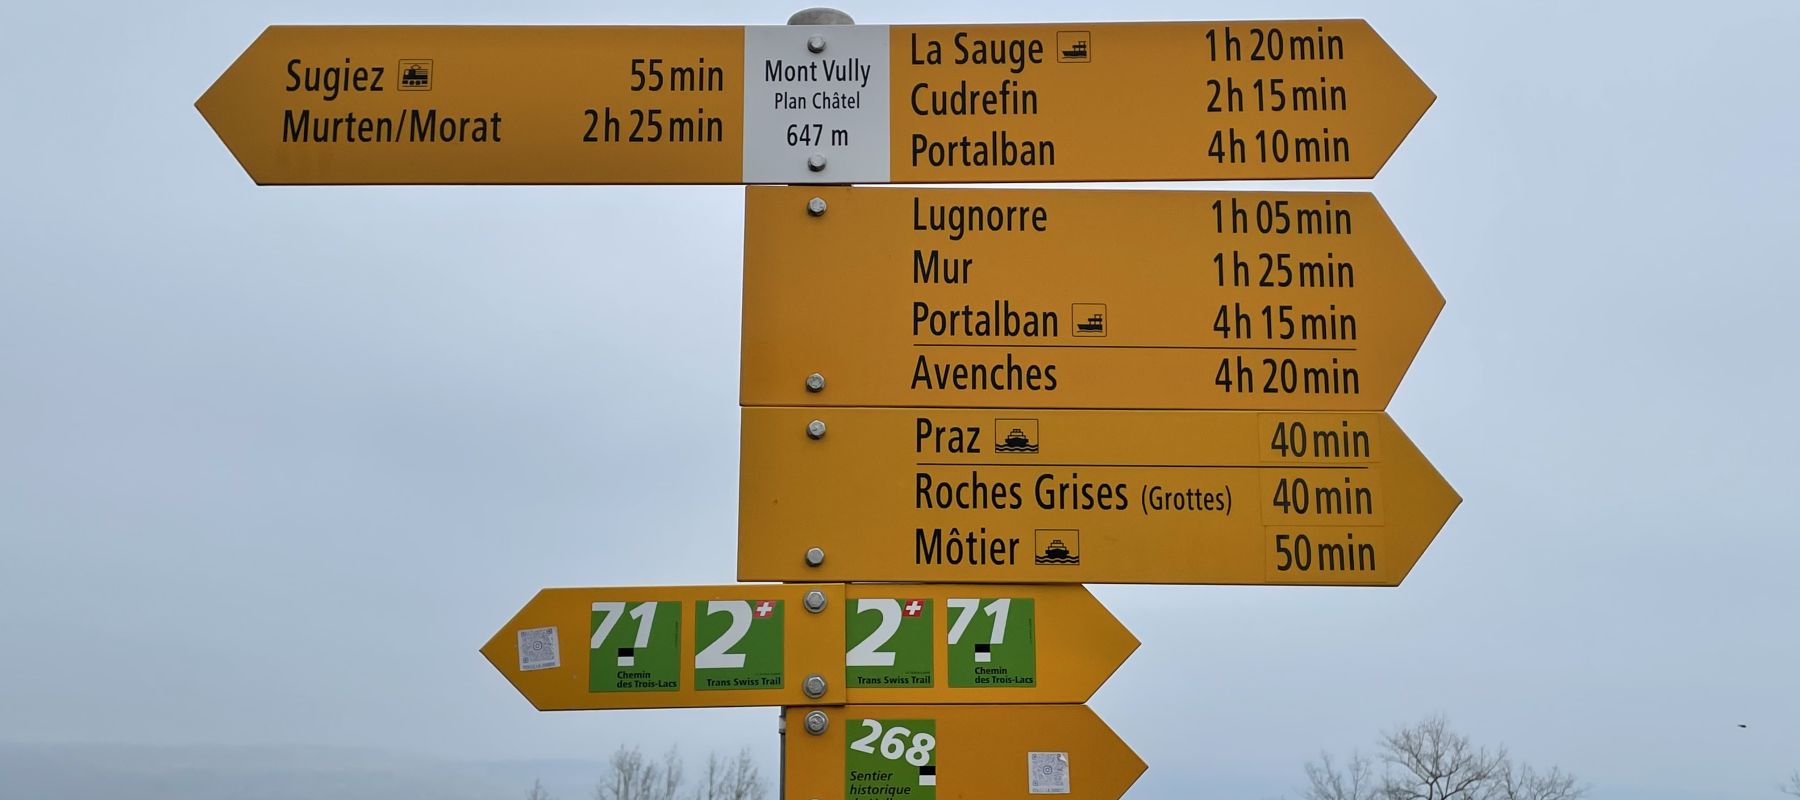 Sugiez 55 min
Murten/Morat 2 h 25 min
Mont Vully
Plan Châtel
647 m
La Sauge 1 h 20 min
Cudrefin 2 h 15 min
Portalban 4 h 10 min
Lugnorre 1 h 05 min
Mur 1 h 25 min
Portalban 4 h 15 min
Avenches 4 h 20 min
Praz 40 min
Roches Grises (Grottes) 40 min
Môtier 50 min
71
Chemin
des Trois-Lacs
2
Trans Swiss Trail
2
Trans Swiss Trail
71
Chemin
des Trois-Lacs
268
Sentier
historique